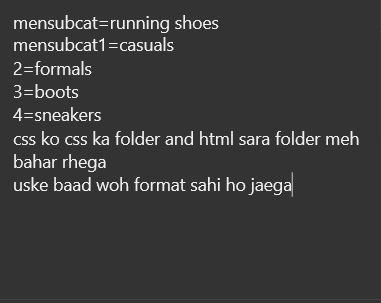 mensubcat=running shoes
mensubcat1=casuals
2=formals
3=boots
4=sneakers
css ko css ka folder and html sara folder meh
bahar rhega
uske baad woh format sahi ho jaega